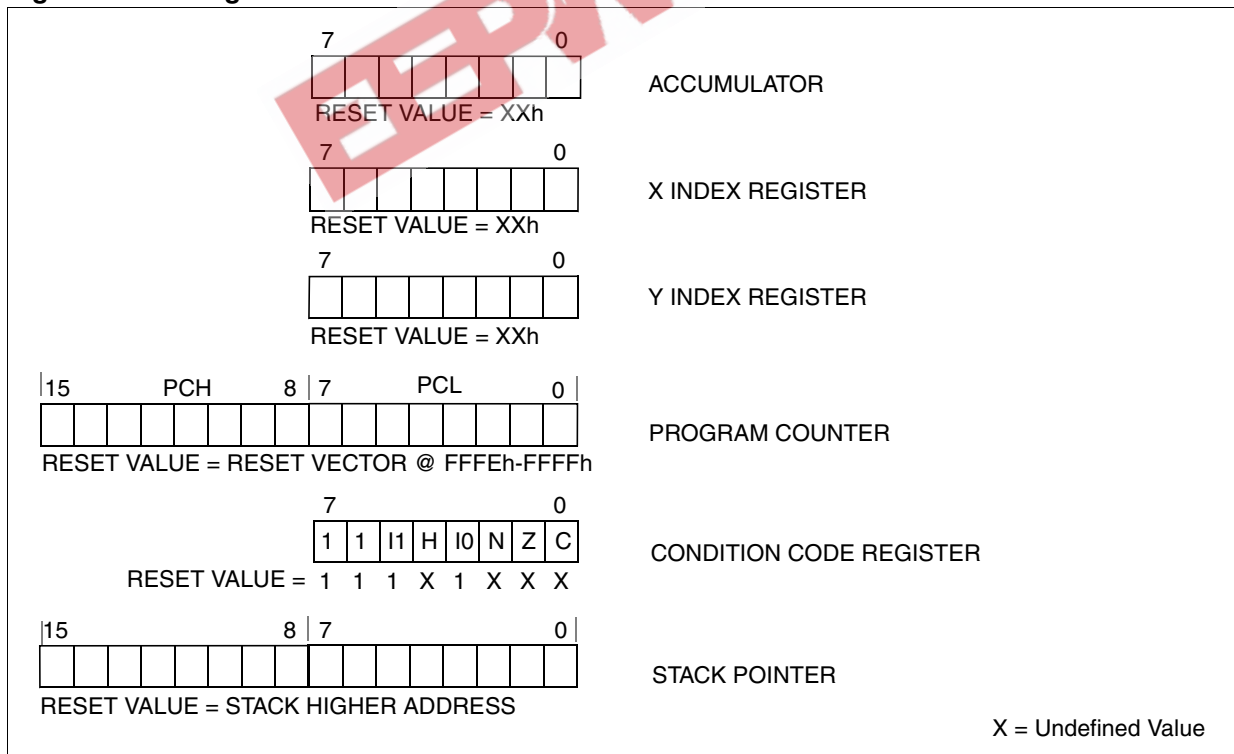 7 0
ACCUMULATOR
RESET VALUE = XXh
7 0
X INDEX REGISTER
RESET VALUE = XXh
7 0
Y INDEX REGISTER
RESET VALUE = XXh
15 PCH 8 7 PCL 0
PROGRAM COUNTER
RESET VALUE = RESET VECTOR @ FFFEh-FFFFh
7 0
1 1 I1 H I0 N Z C
CONDITION CODE REGISTER
RESET VALUE = 1 1 1 X 1 X X X
15 8 7 0
STACK POINTER
RESET VALUE = STACK HIGHER ADDRESS
X = Undefined Value